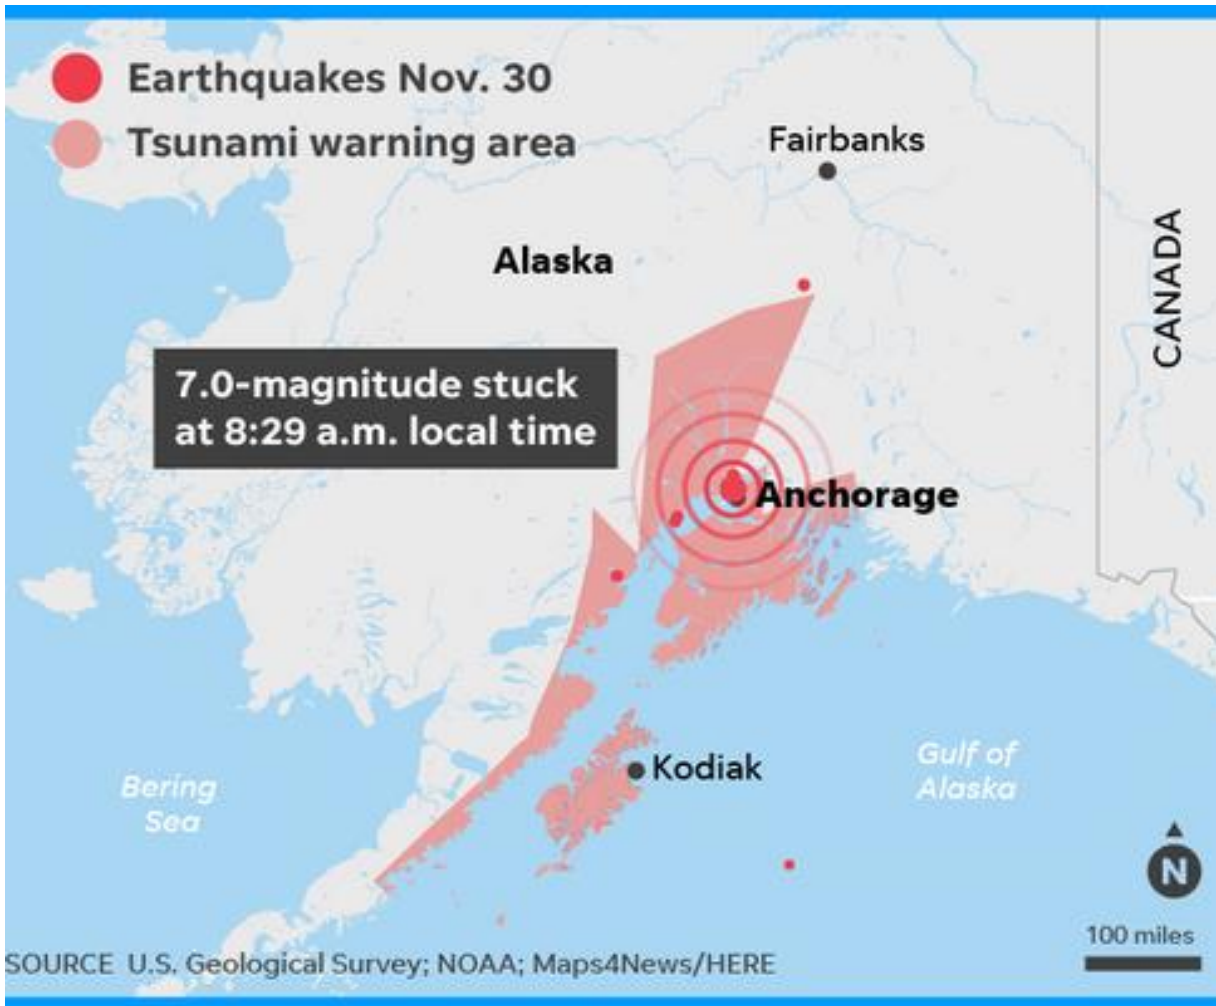 Earthquakes Nov. 30
Tsunami warning area
Fairbanks
Alaska
CANADA
7.0-magnitude stuck
at 8:29 a.m. local time
Anchorage
Kodiak
Gulf of
Alaska
Bering
Sea
N
100 miles
SOURCE U.S. Geological Survey; NOAA; Maps4News/HERE